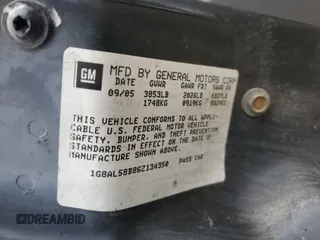 GM
MFD BY GENERAL MOTORS CORP
DATE GVWR GAWR FRT GAWR RR
09/05 3853LB 2026LB
1748KG 0919KG
THIS VEHICLE CONFORMS TO ALL APPLI-
CABLE U.S. FEDERAL MOTOR VEHICLE
SAFETY, BUMPER, AND THEFT PREVENTION
STANDARDS IN EFFECT ON THE DATE OF
MANUFACTURE SHOWN ABOVE.
PASS CAR